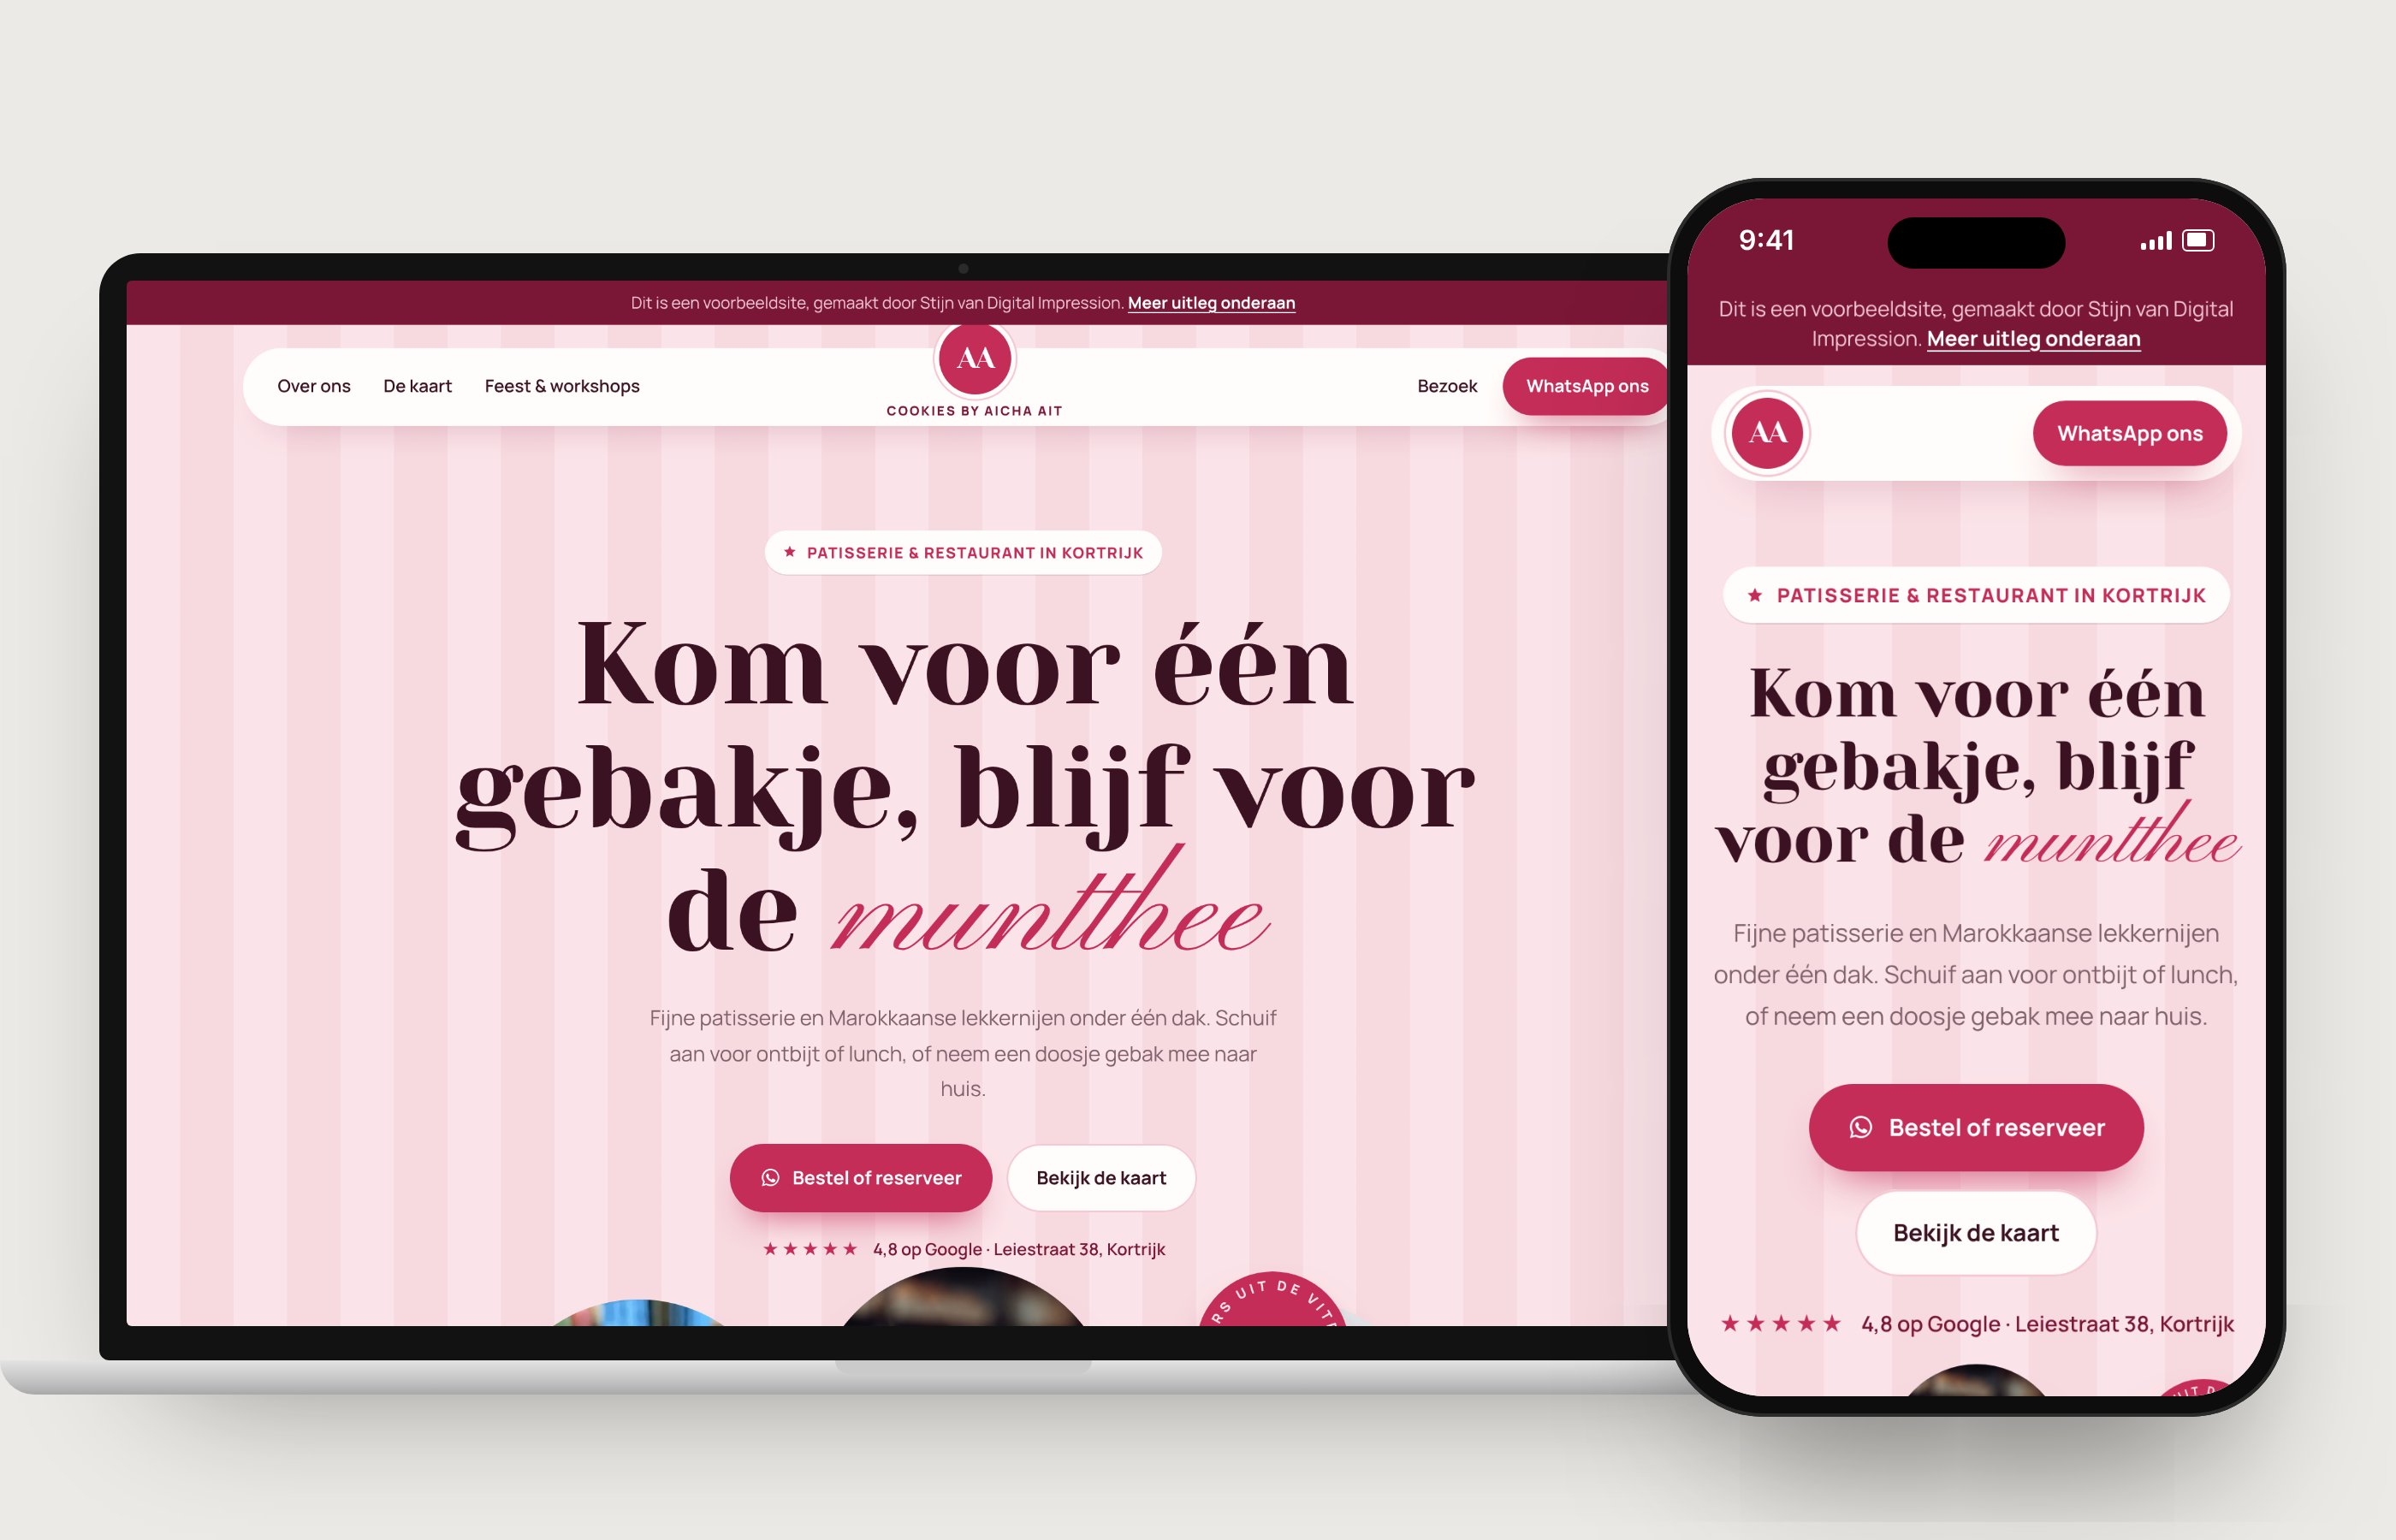 Dit is een voorbeeldsite, gemaakt door Stijn van Digital Impression. Meer uitleg onderaan
AA
Over ons
De kaart
Feest & workshops
COOKIES BY AICHA AIT
Bezoek
WhatsApp ons
★ PATISSERIE & RESTAURANT IN KORTRIJK
Kom voor één
gebakje, blijf voor
de muntthee
Fijne patisserie en Marokkaanse lekkernijen onder één dak. Schuif
aan voor ontbijt of lunch, of neem een doosje gebak mee naar
huis.
Bestel of reserveer
Bekijk de kaart
★★★★★ 4,8 op Google · Leiestraat 38, Kortrijk
UIT DE
9:41
Dit is een voorbeeldsite, gemaakt door Stijn van Digital
Impression. Meer uitleg onderaan
AA
WhatsApp ons
★ PATISSERIE & RESTAURANT IN KORTRIJK
Kom voor één
gebakje, blijf
voor de muntthee
Fijne patisserie en Marokkaanse lekkernijen
onder één dak. Schuif aan voor ontbijt of lunch,
of neem een doosje gebak mee naar huis.
Bestel of reserveer
Bekijk de kaart
★★★★★ 4,8 op Google · Leiestraat 38, Kortrijk